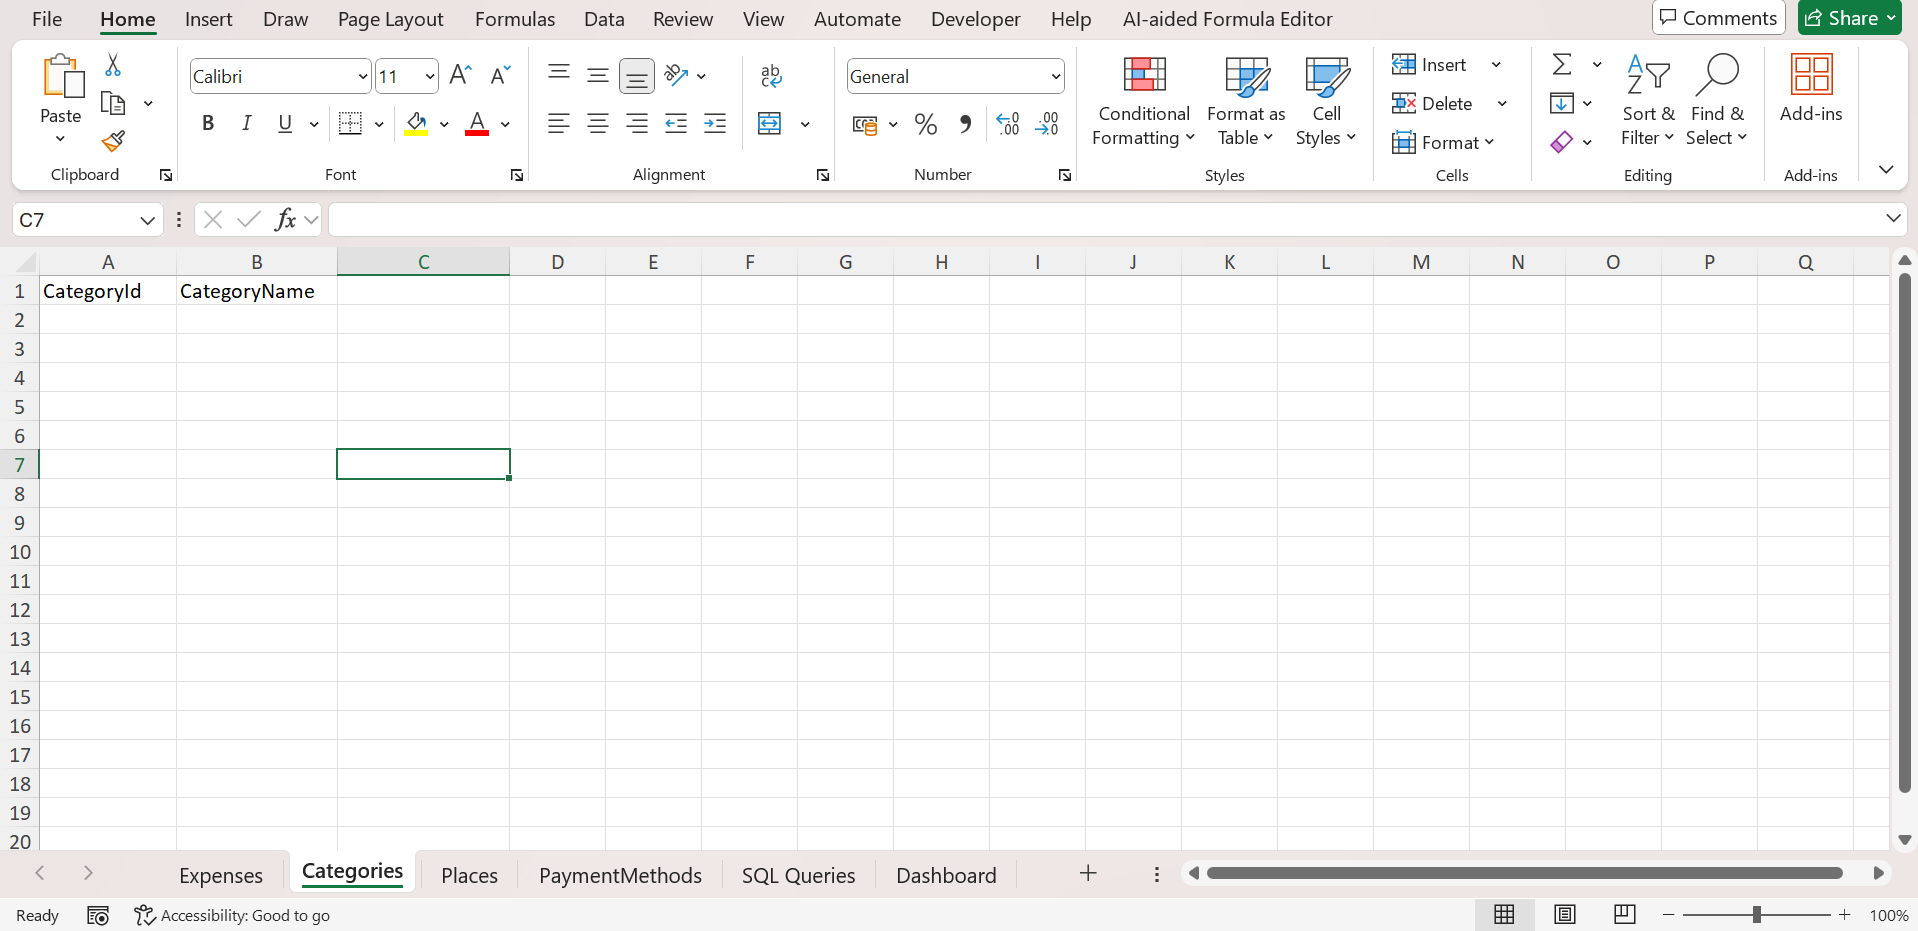 File Home Insert Draw Page Layout Formulas Data Review View Automate Developer Help AI-aided Formula Editor Comments Share
Paste
Clipboard
Calibri 11
B I U A
Font
ab
Alignment
General
% .00 .00
Number
Conditional Formatting
Format as Table
Cell Styles
Styles
Insert
Delete
Format
Cells
Sort & Filter
Find & Select
Editing
Add-ins
Add-ins
C7 fx
A B C D E F G H I J K L M N O P Q
1 CategoryId CategoryName
2
3
4
5
6
7
8
9
10
11
12
13
14
15
16
17
18
19
20
Expenses Categories Places PaymentMethods SQL Queries Dashboard
Ready Accessibility: Good to go 100%